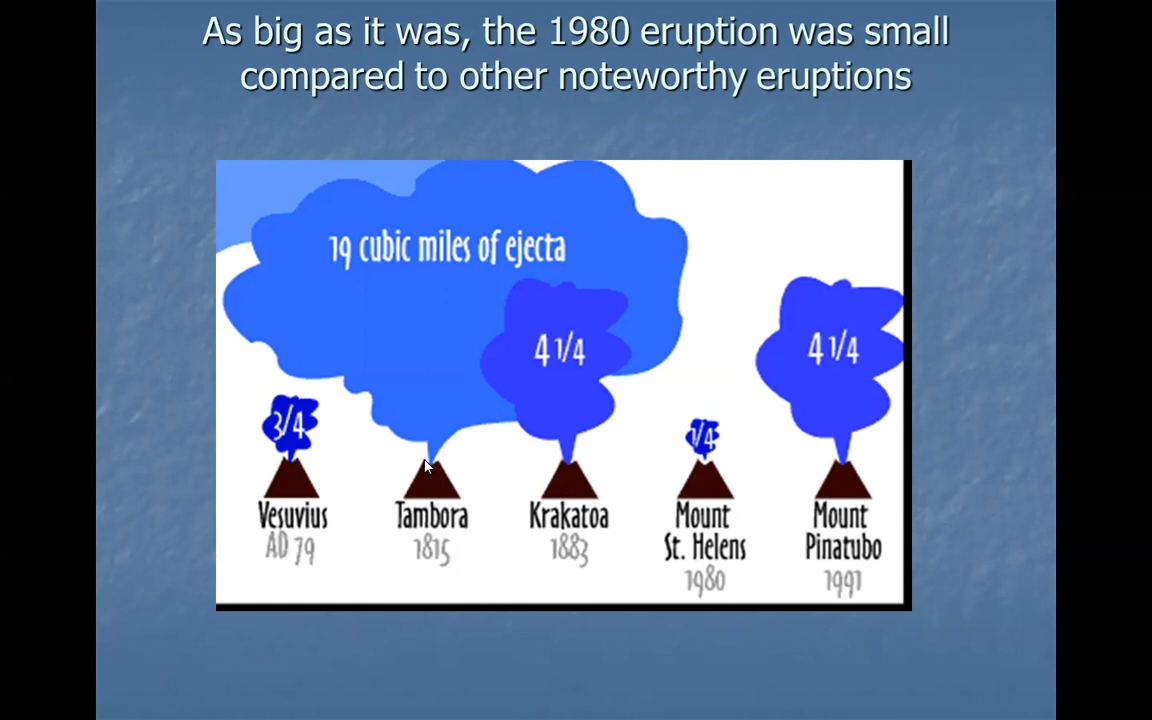 As big as it was, the 1980 eruption was small
compared to other noteworthy eruptions
19 cubic miles of ejecta
4 1/4
4 1/4
3/4
1/4
Vesuvius
AD 79
Tambora
1815
Krakatoa
1883
Mount
St. Helens
1980
Mount
Pinatubo
1991